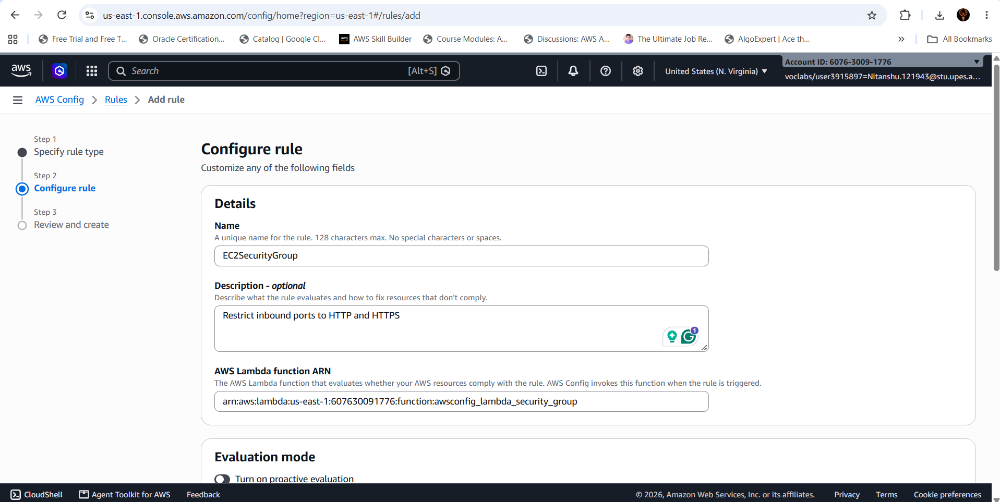 us-east-1.console.aws.amazon.com/config/home?region=us-east-1#/rules/add
Free Trial and Free T... Oracle Certification... Catalog | Google Cl... aws AWS Skill Builder Course Modules: A... Discussions: AWS A... The Ultimate Job Re... AlgoExpert | Ace th... » All Bookmarks
aws Search [Alt+S] United States (N. Virginia) Account ID: 6076-3009-1776
voclabs/user3915897=Nitanshu.121943@stu.upes.a...
AWS Config Rules Add rule
Step 1
Specify rule type
Step 2
Configure rule
Step 3
Review and create
Configure rule
Customize any of the following fields
Details
Name
A unique name for the rule. 128 characters max. No special characters or spaces.
EC2SecurityGroup
Description - optional
Describe what the rule evaluates and how to fix resources that don't comply.
Restrict inbound ports to HTTP and HTTPS
1
AWS Lambda function ARN
The AWS Lambda function that evaluates whether your AWS resources comply with the rule. AWS Config invokes this function when the rule is triggered.
arn:aws:lambda:us-east-1:607630091776:function:awsconfig_lambda_security_group
Evaluation mode
Turn on proactive evaluation
CloudShell Agent Toolkit for AWS Feedback © 2026, Amazon Web Services, Inc. or its affiliates. Privacy Terms Cookie preferences